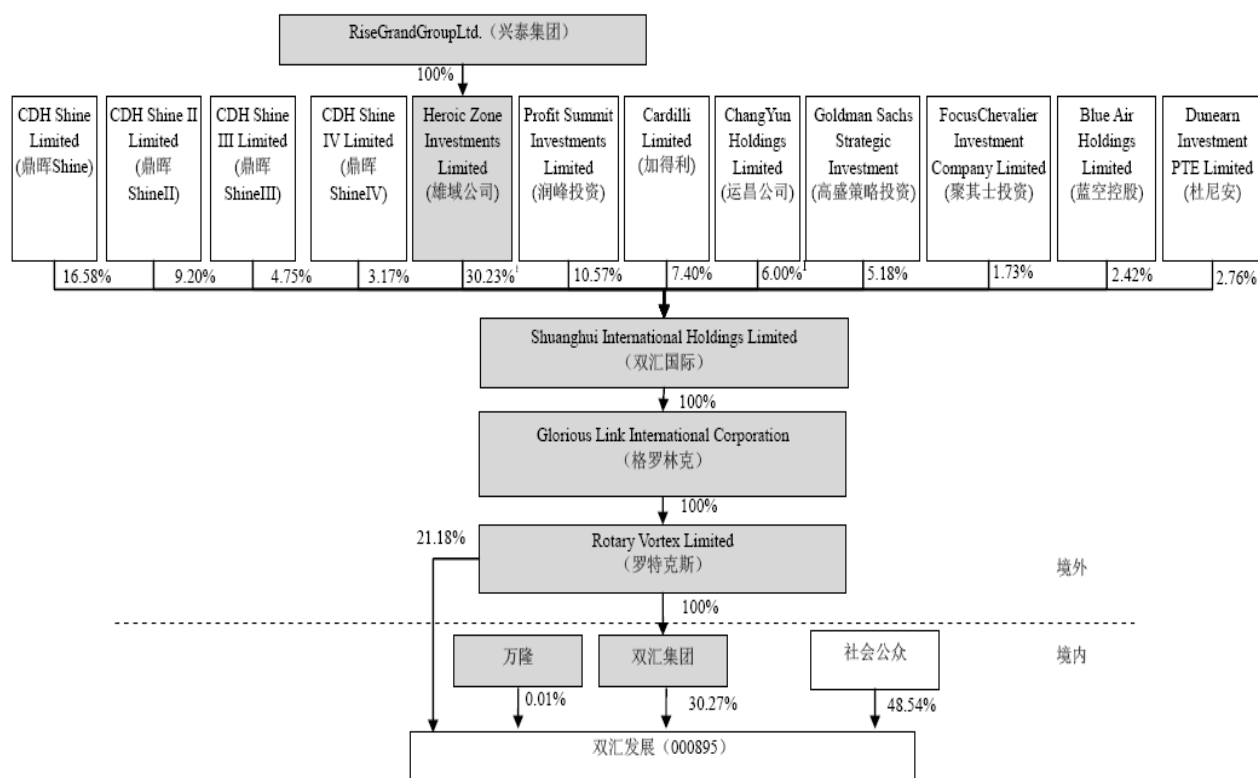 RiseGrandGroupLtd.（兴泰集团）
100%
CDH Shine
Limited
(鼎晖Shine)
CDH Shine II
Limited
(鼎晖
ShineII)
CDH Shine
III Limited
(鼎晖
ShineIII)
CDH Shine
IV Limited
(鼎晖
ShineIV)
Heroic Zone
Investments
Limited
(雄域公司)
Profit Summit
Investments
Limited
(润峰投资)
Cardilli
Limited
(加得利)
ChangYun
Holdings
Limited
(运昌公司)
Goldman Sachs
Strategic
Investment
(高盛策略投资)
FocusChevalier
Investment
Company Limited
(聚其士投资)
Blue Air
Holdings
Limited
(蓝空控股)
Dunearn
Investment
PTE Limited
(杜尼安)
16.58%
9.20%
4.75%
3.17%
30.23%¹
10.57%
7.40%
6.00%¹
5.18%
1.73%
2.42%
2.76%
Shuanghui International Holdings Limited
（双汇国际）
100%
Glorious Link International Corporation
（格罗林克）
100%
21.18%
Rotary Vortex Limited
（罗特克斯）
境外
100%
万隆
双汇集团
社会公众
境内
0.01%
30.27%
48.54%
双汇发展（000895）